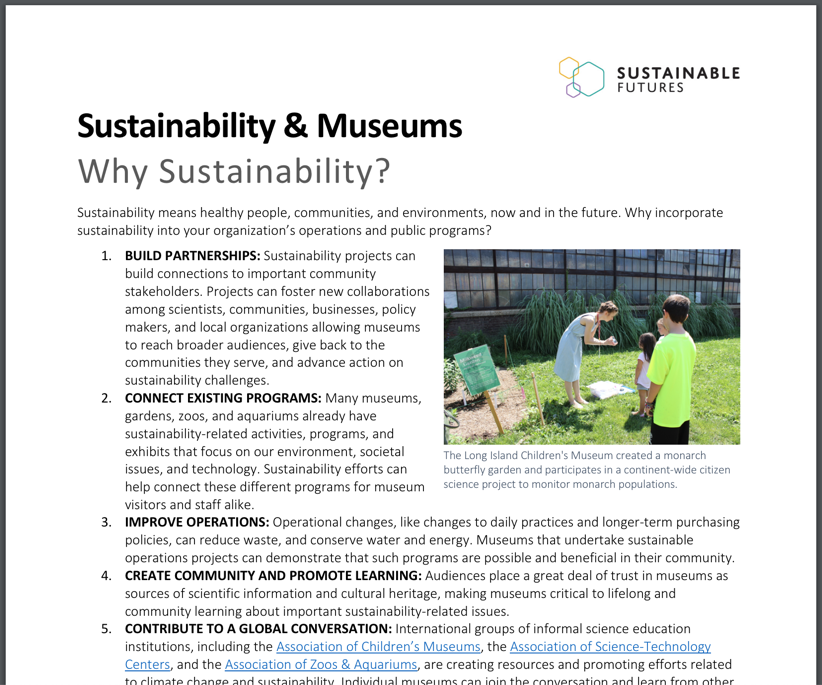 SUSTAINABLE
FUTURES
Sustainability & Museums
Why Sustainability?
Sustainability means healthy people, communities, and environments, now and in the future. Why incorporate
sustainability into your organization's operations and public programs?
1. BUILD PARTNERSHIPS: Sustainability projects can
build connections to important community
stakeholders. Projects can foster new collaborations
among scientists, communities, businesses, policy
makers, and local organizations allowing museums
to reach broader audiences, give back to the
communities they serve, and advance action on
sustainability challenges.
2. CONNECT EXISTING PROGRAMS: Many museums,
gardens, zoos, and aquariums already have
sustainability-related activities, programs, and
exhibits that focus on our environment, societal
issues, and technology. Sustainability efforts can
help connect these different programs for museum
visitors and staff alike.
The Long Island Children's Museum created a monarch
butterfly garden and participates in a continent-wide citizen
science project to monitor monarch populations.
3. IMPROVE OPERATIONS: Operational changes, like changes to daily practices and longer-term purchasing
policies, can reduce waste, and conserve water and energy. Museums that undertake sustainable
operations projects can demonstrate that such programs are possible and beneficial in their community.
4. CREATE COMMUNITY AND PROMOTE LEARNING: Audiences place a great deal of trust in museums as
sources of scientific information and cultural heritage, making museums critical to lifelong and
community learning about important sustainability-related issues.
5. CONTRIBUTE TO A GLOBAL CONVERSATION: International groups of informal science education
institutions, including the Association of Children's Museums, the Association of Science-Technology
Centers, and the Association of Zoos & Aquariums, are creating resources and promoting efforts related
to climate change and sustainability. Individual museums can join the conversation and learn from other